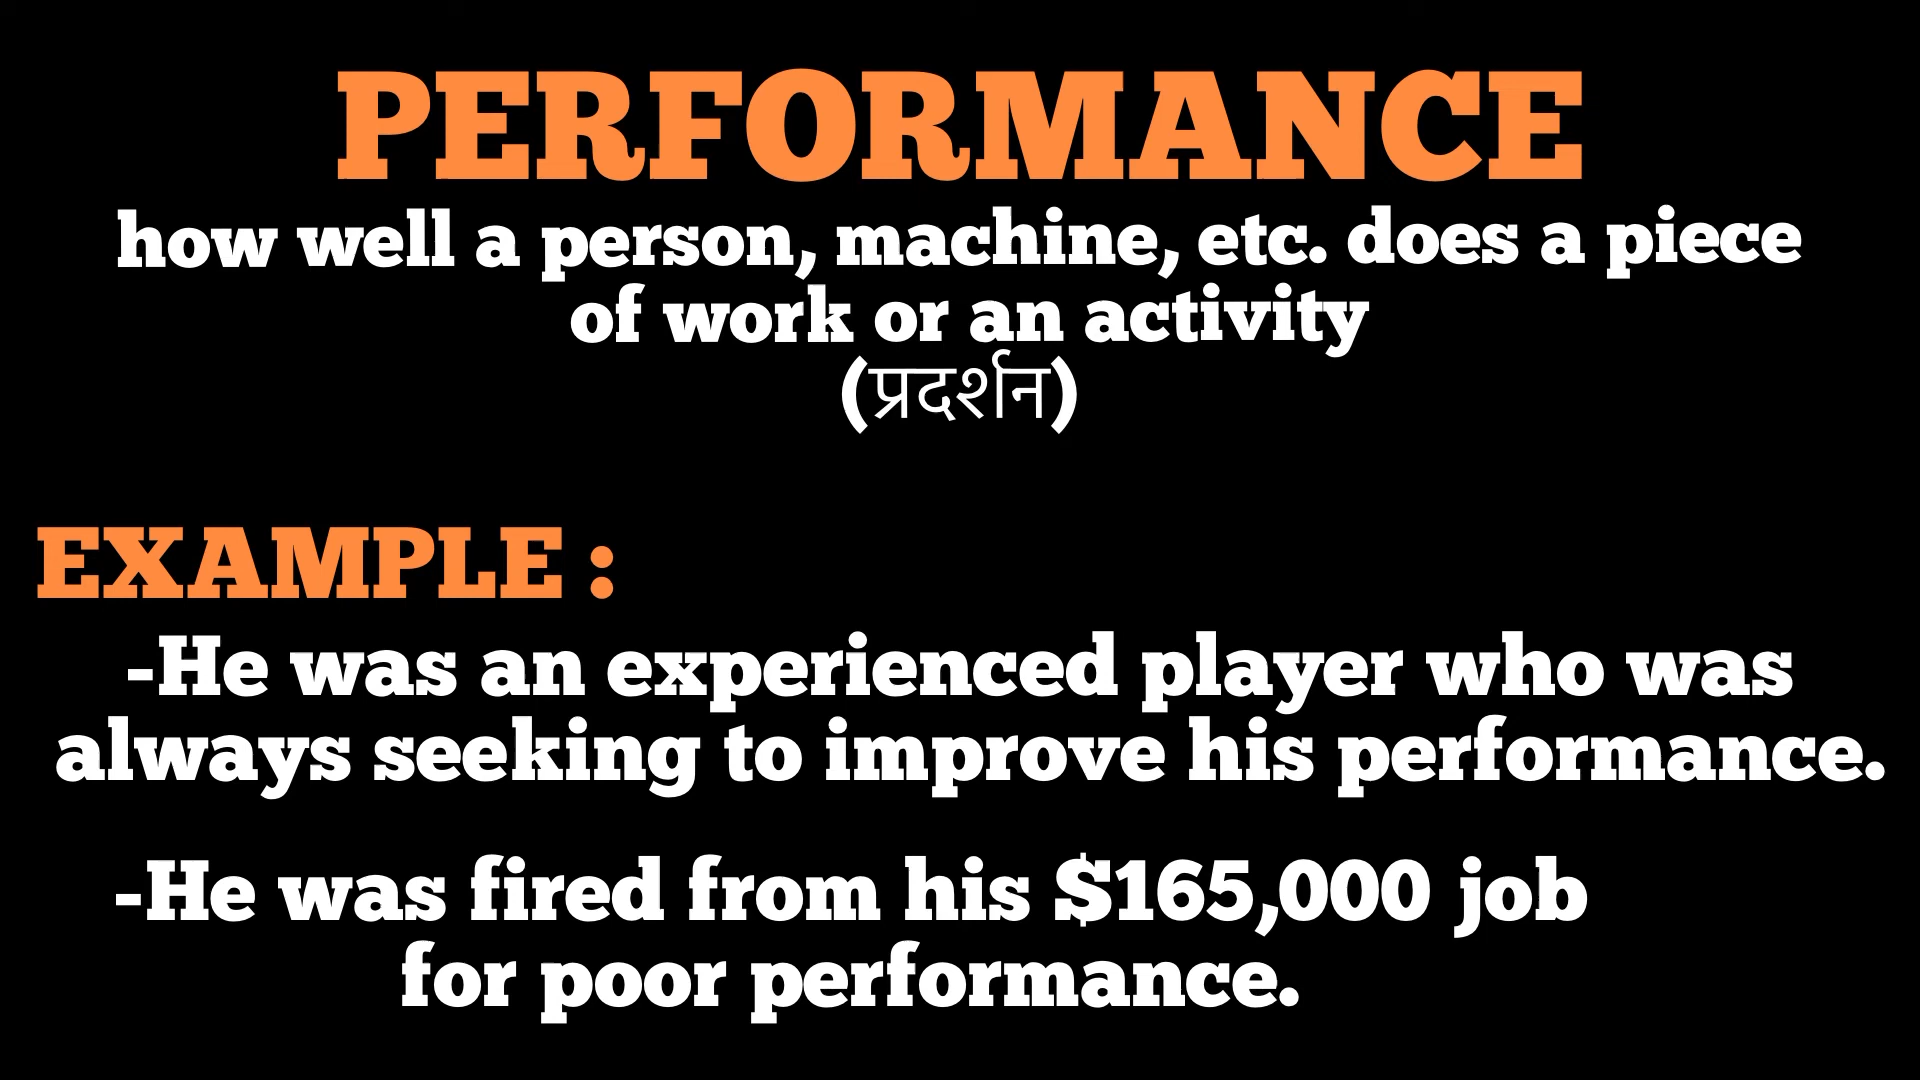 PERFORMANCE
how well a person, machine, etc. does a piece
of work or an activity
(प्रदर्शन)
EXAMPLE :
-He was an experienced player who was
always seeking to improve his performance.
-He was fired from his $165,000 job
for poor performance.